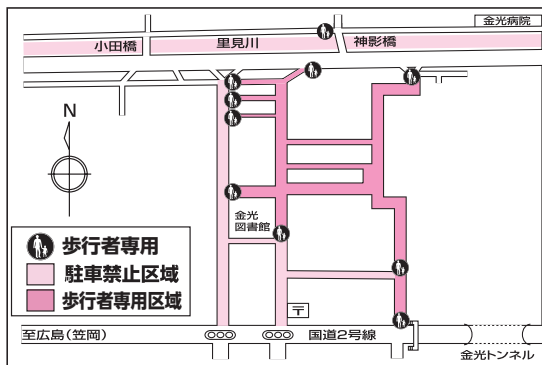 金光病院
小田橋
里見川
神影橋
N
金光
図書館
歩行者専用
駐車禁止区域
歩行者専用区域
〒
至広島(笠岡)
国道2号線
金光トンネル